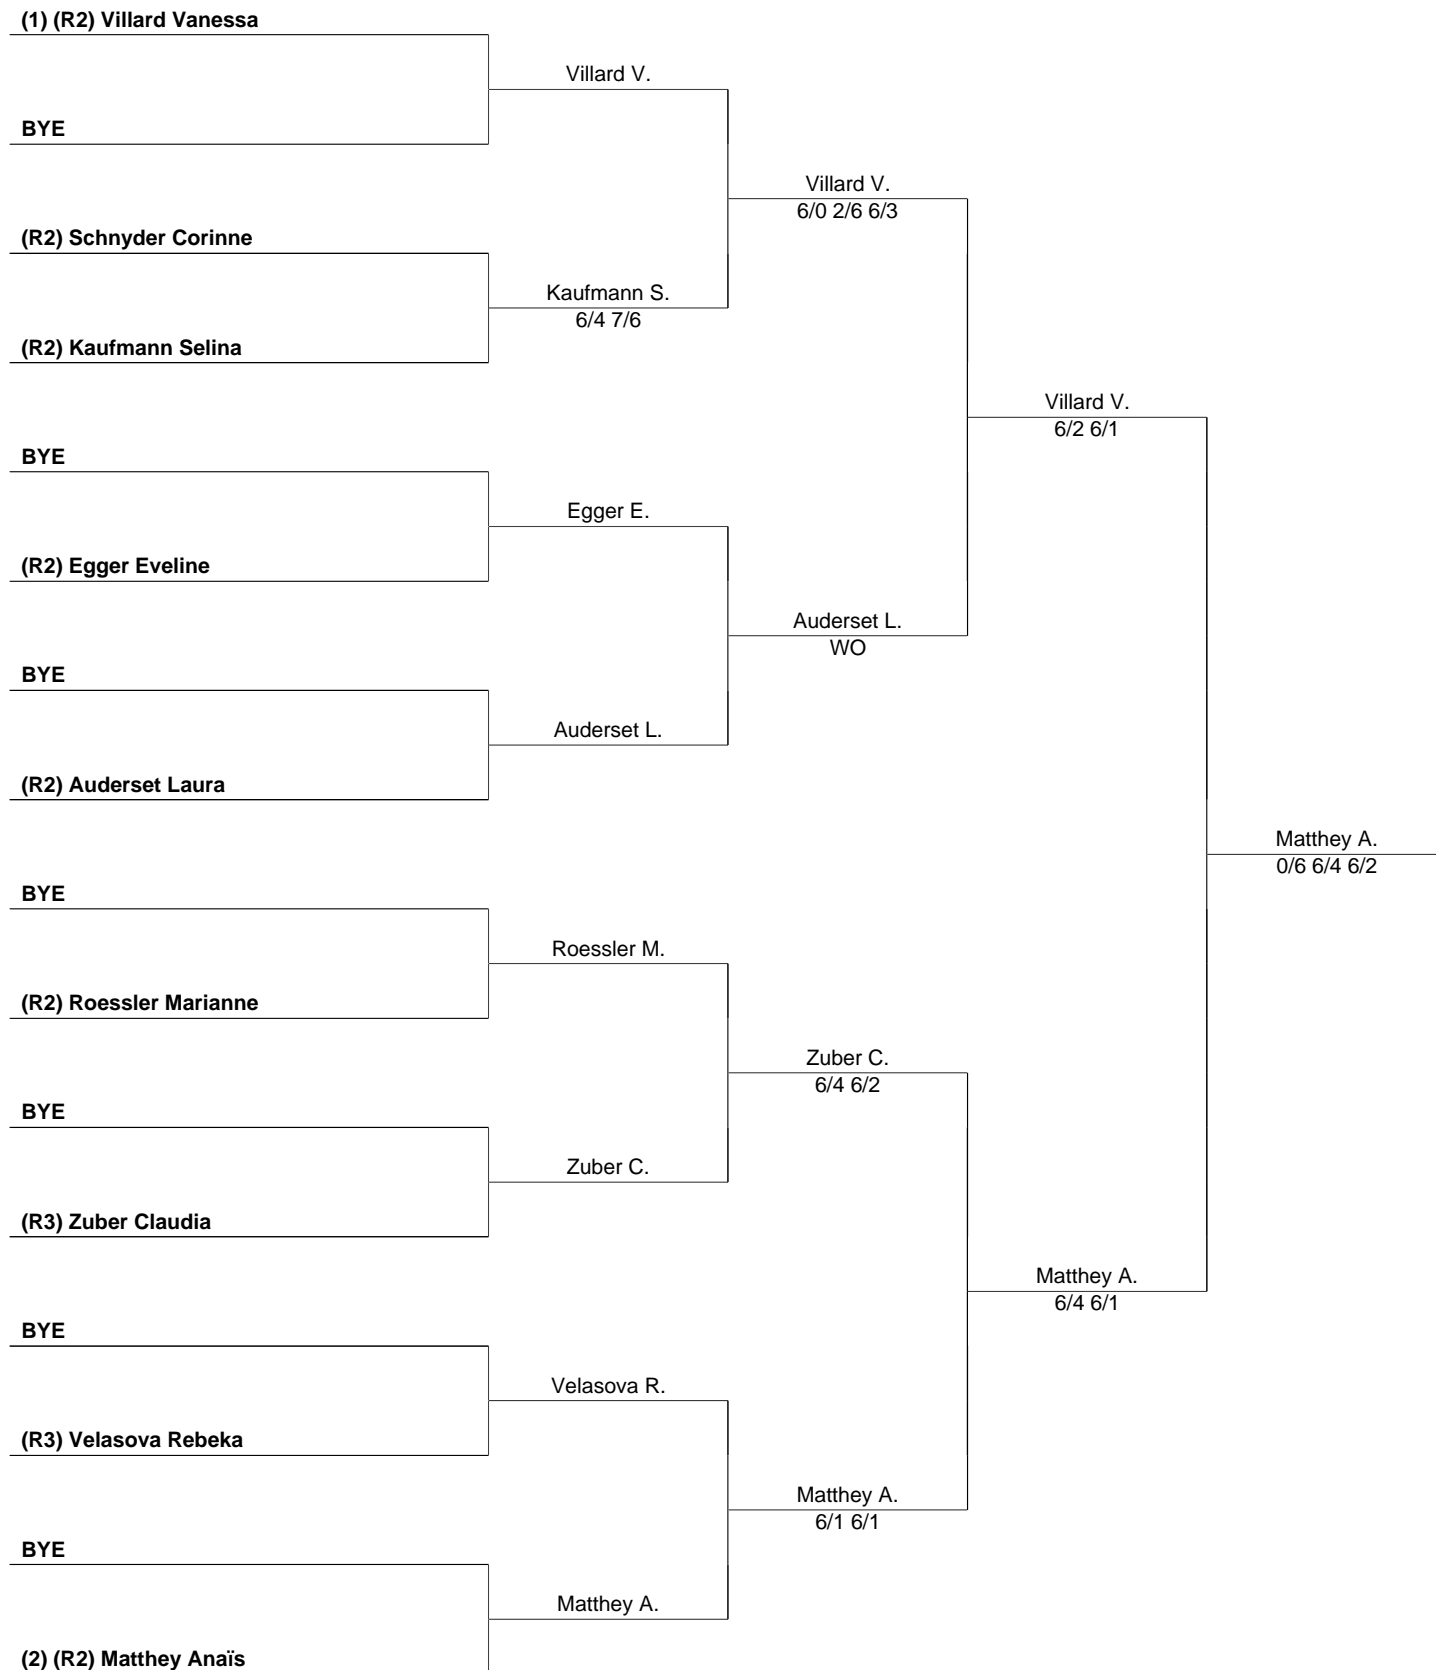 (1) (R2) Villard Vanessa
Villard V.
BYE
Villard V.
6/0 2/6 6/3
(R2) Schnyder Corinne
Kaufmann S.
6/4 7/6
(R2) Kaufmann Selina
Villard V.
6/2 6/1
BYE
Egger E.
(R2) Egger Eveline
Auderset L.
WO
BYE
Auderset L.
(R2) Auderset Laura
Matthey A.
0/6 6/4 6/2
BYE
Roessler M.
(R2) Roessler Marianne
Zuber C.
6/4 6/2
BYE
Zuber C.
(R3) Zuber Claudia
Matthey A.
6/4 6/1
BYE
Velasova R.
(R3) Velasova Rebeka
Matthey A.
6/1 6/1
BYE
Matthey A.
(2) (R2) Matthey Anaïs